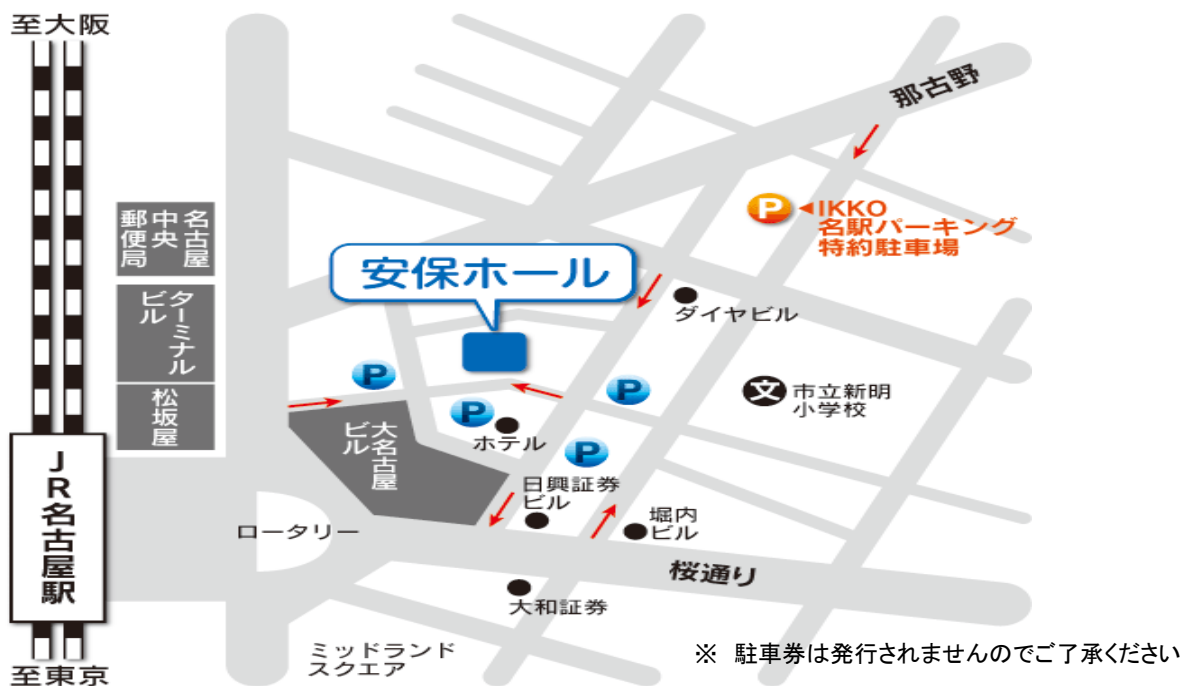 至大阪
那古野
P
IKKO
名駅パーキング
特約駐車場
名古屋
中央
郵便局
安保ホール
ターミナル
ビル
ダイヤビル
P
P
文
市立新明
小学校
松坂屋
P
ホテル
大名古屋
ビル
P
日興証券
ビル
JR名古屋駅
堀内
ビル
ロータリー
桜通り
大和証券
ミッドランド
スクエア
※ 駐車券は発行されませんのでご了承ください
至東京